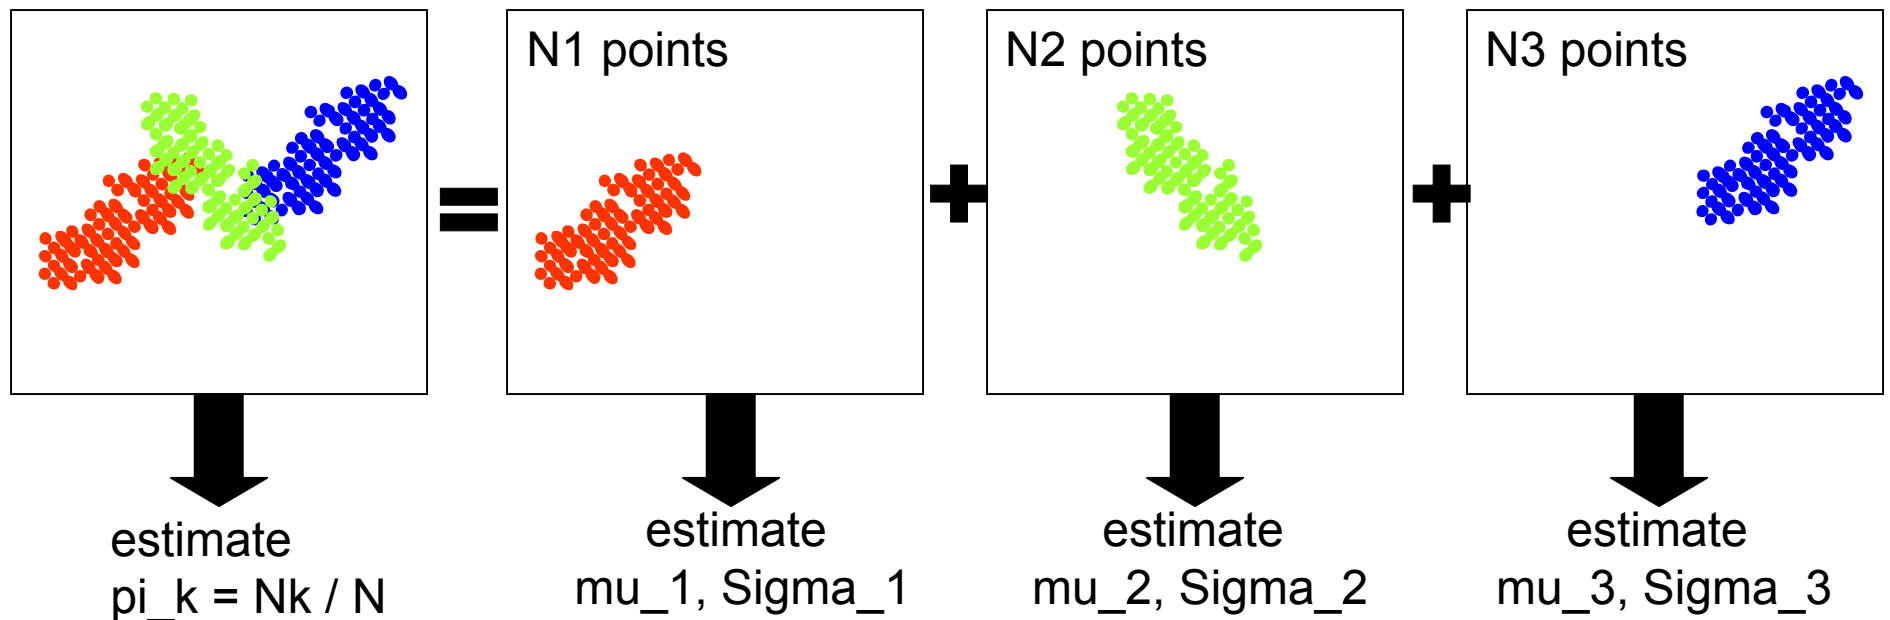 N1 points
N2 points
N3 points
estimate
pi_k = Nk / N
estimate
mu_1, Sigma_1
estimate
mu_2, Sigma_2
estimate
mu_3, Sigma_3